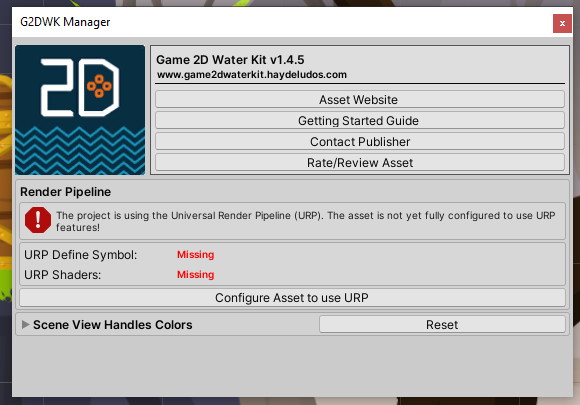 G2DWK Manager
x
2D
Game 2D Water Kit v1.4.5
www.game2dwaterkit.haydeludos.com
Asset Website
Getting Started Guide
Contact Publisher
Rate/Review Asset
Render Pipeline
The project is using the Universal Render Pipeline (URP). The asset is not yet fully configured to use URP
features!
URP Define Symbol: Missing
URP Shaders: Missing
Configure Asset to use URP
Scene View Handles Colors Reset